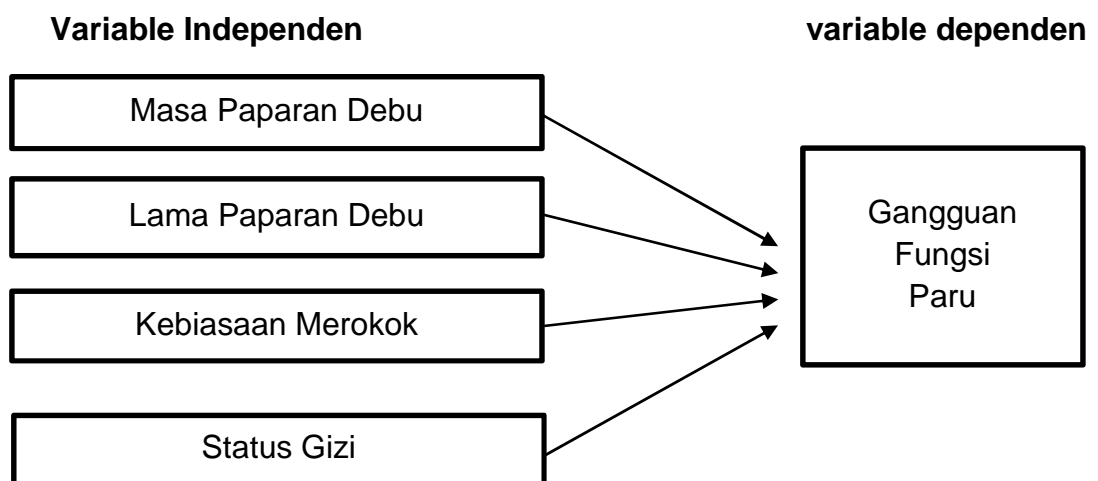 Variable Independen
variable dependen
Masa Paparan Debu
Lama Paparan Debu
Kebiasaan Merokok
Status Gizi
Gangguan
Fungsi
Paru